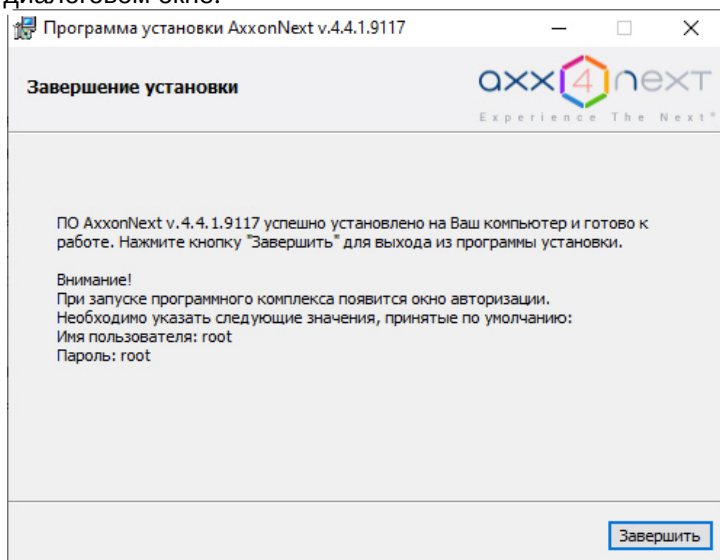 диалоговом окне.
Программа установки AxxonNext v.4.4.1.9117
Завершение установки
axx4next
Experience The Next®
ПО AxxonNext v.4.4.1.9117 успешно установлено на Ваш компьютер и готово к
работе. Нажмите кнопку "Завершить" для выхода из программы установки.
Внимание!
При запуске программного комплекса появится окно авторизации.
Необходимо указать следующие значения, принятые по умолчанию:
Имя пользователя: root
Пароль: root
Завершить